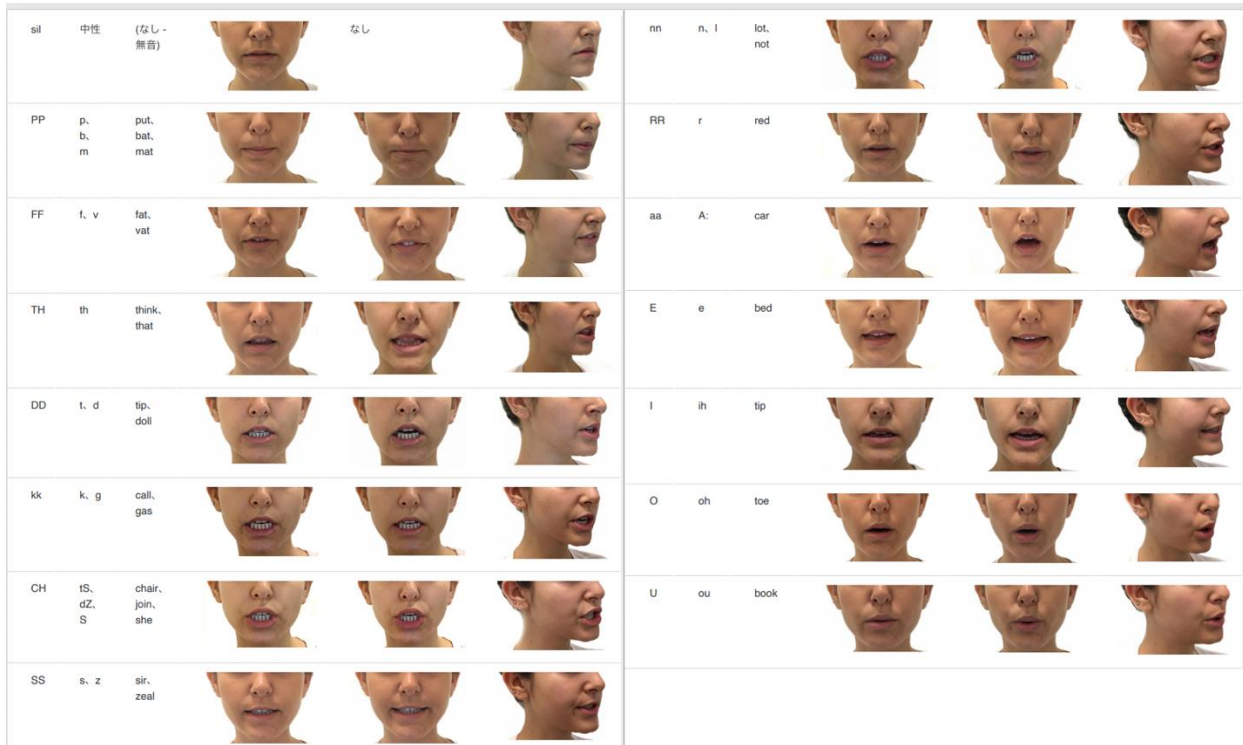 sil 中性 (なし -
無音) なし
PP p、 put、
b、 bat、
m mat
FF f、v fat、
vat
TH th think、
that
DD t、d tip、
doll
kk k、g call、
gas
CH tS、 chair、
dZ、 join、
S she
SS s、z sir、
zeal
nn n、l lot、
not
RR r red
aa A: car
E e bed
I ih tip
O oh toe
U ou book